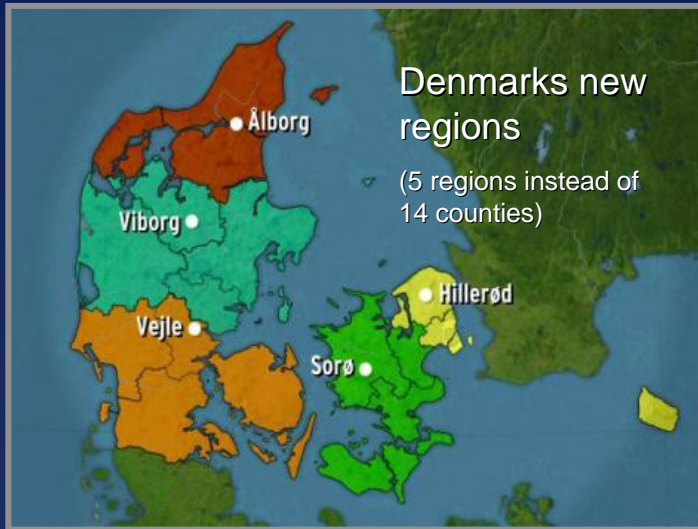 Denmarks new
regions
(5 regions instead of
14 counties)
Ålborg
Viborg
Hillerød
Vejle
Sorø